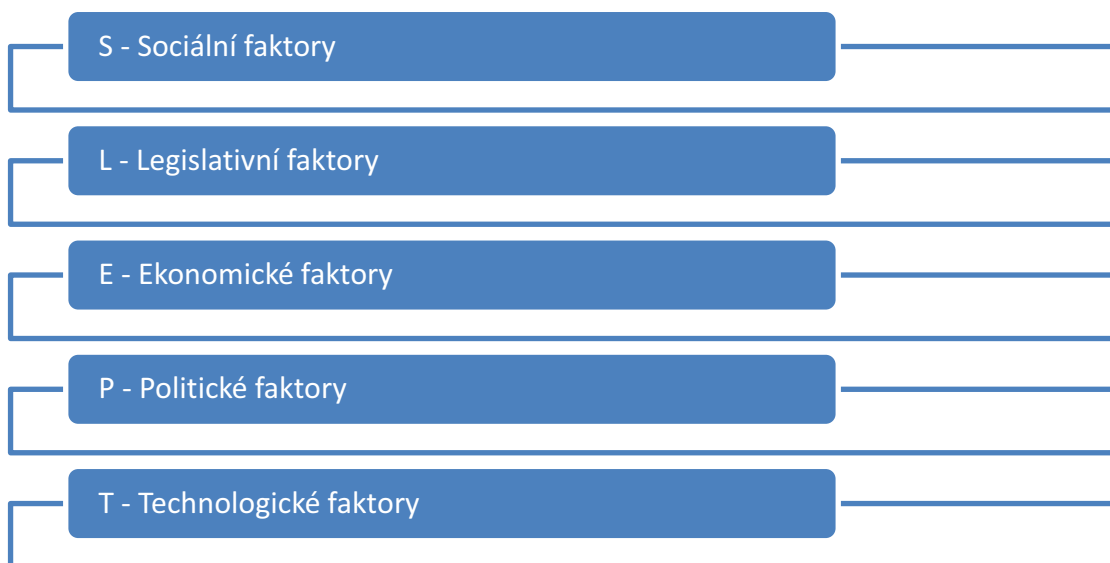 S - Sociální faktory
L - Legislativní faktory
E - Ekonomické faktory
P - Politické faktory
T - Technologické faktory